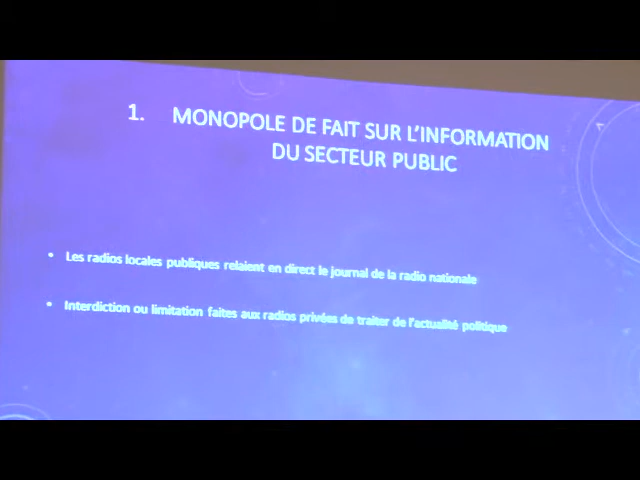 1. MONOPOLE DE FAIT SUR L'INFORMATION
DU SECTEUR PUBLIC
• Les radios locales publiques relaient en direct le journal de la radio nationale
• Interdiction ou limitation faites aux radios privées de traiter de l'actualité politique